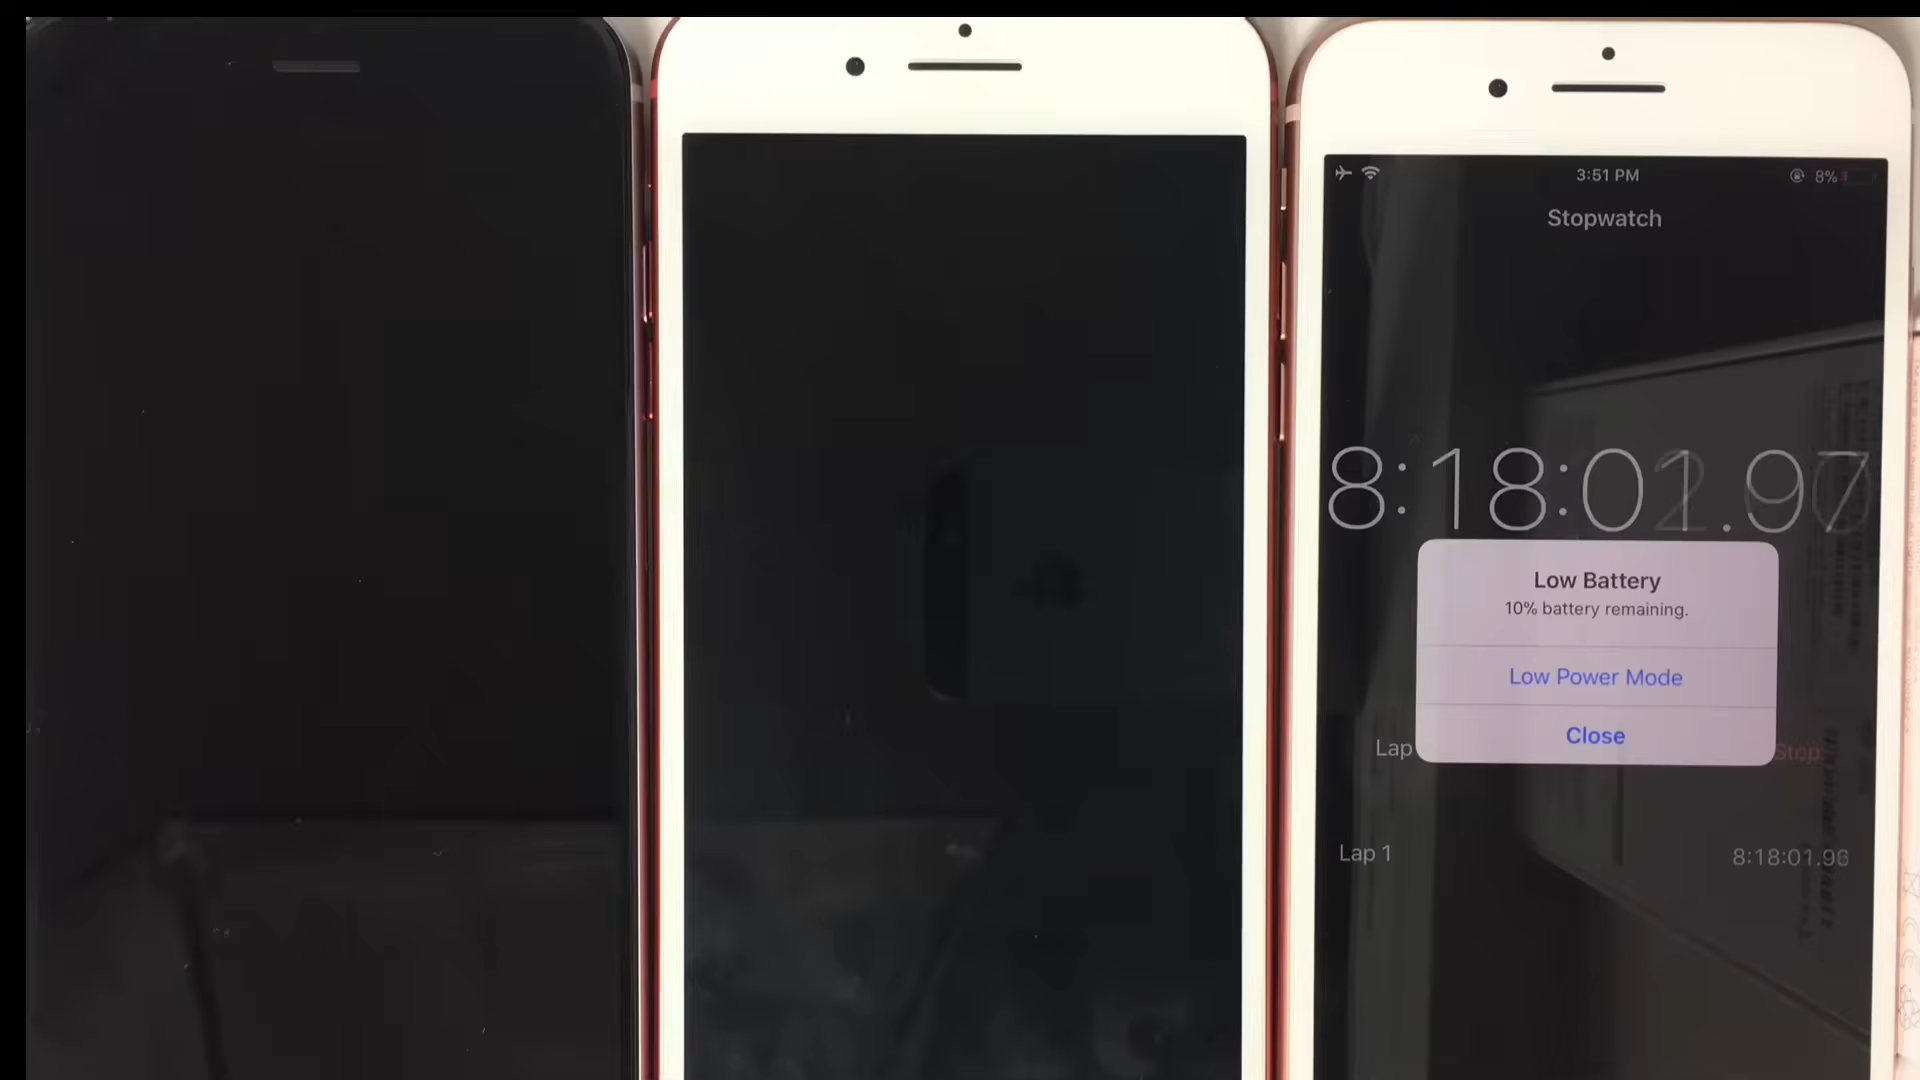 3:51 PM
8%
Stopwatch
8:18:01.97
Low Battery
10% battery remaining.
Low Power Mode
Close
Lap
Stop
Lap 1
8:18:01.96